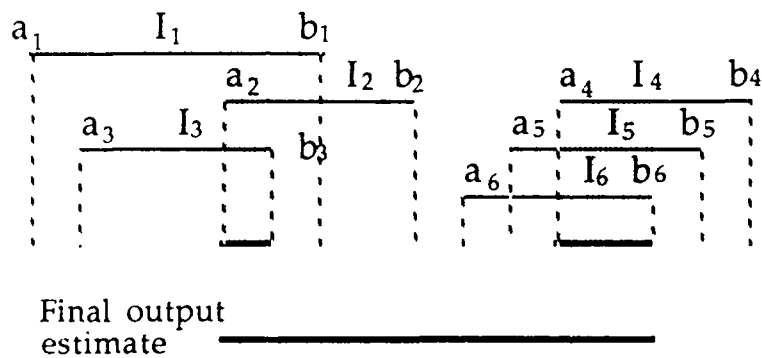 a₁ I₁ b₁
a₂ I₂ b₂ a₄ I₄ b₄
a₃ I₃ b₃ a₅ I₅ b₅
a₆ I₆ b₆
Final output
estimate